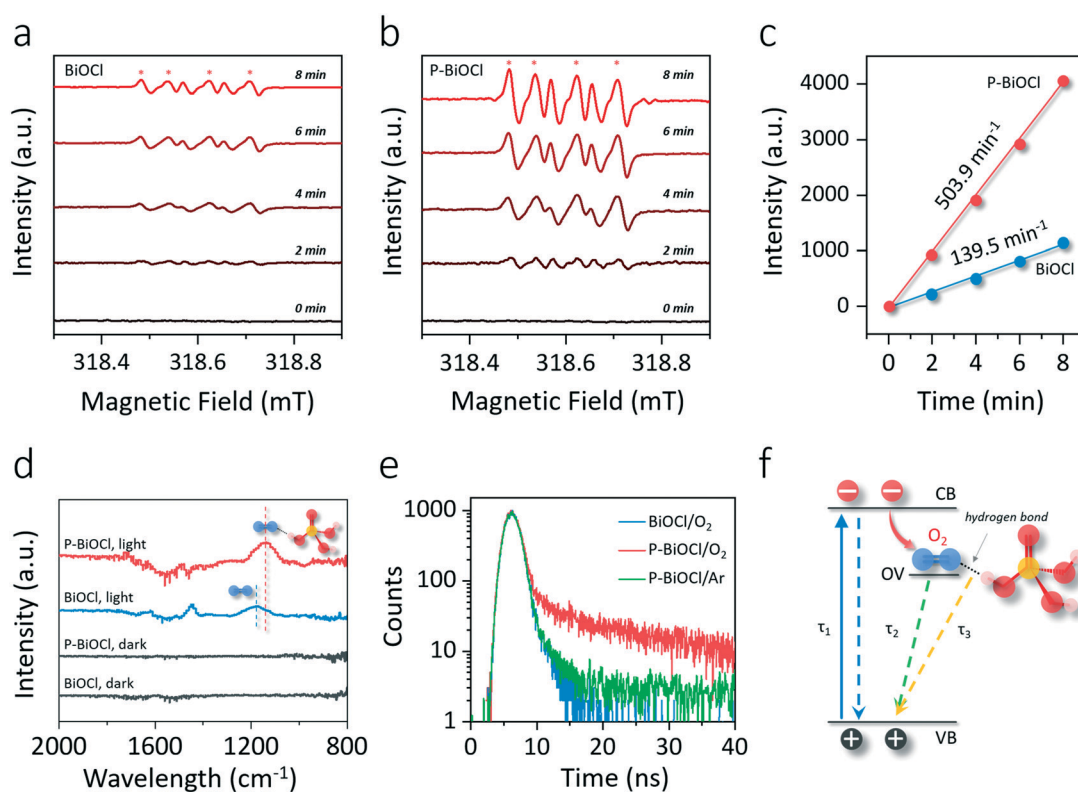 a
BiOCl
* * * *
8 min
6 min
4 min
2 min
0 min
Intensity (a.u.)
318.4 318.6 318.8
Magnetic Field (mT)
b
P-BiOCl
* * * *
8 min
6 min
4 min
2 min
0 min
Intensity (a.u.)
318.4 318.6 318.8
Magnetic Field (mT)
c
4000
3000
2000
1000
0
Intensity (a.u.)
P-BiOCl
503.9 min⁻¹
139.5 min⁻¹
BiOCl
0 2 4 6 8
Time (min)
d
P-BiOCl, light
BiOCl, light
P-BiOCl, dark
BiOCl, dark
Intensity (a.u.)
2000 1600 1200 800
Wavelength (cm⁻¹)
e
1000
100
10
1
Counts
BiOCl/O₂
P-BiOCl/O₂
P-BiOCl/Ar
0 10 20 30 40
Time (ns)
f
CB
hydrogen bond
O₂
OV
τ₁
τ₂
τ₃
VB